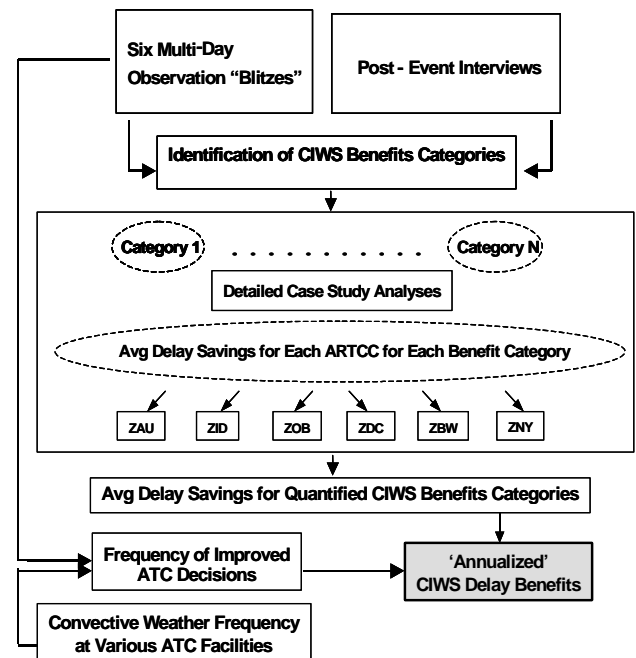 Six Multi-Day
Observation “Blitzes”
Post - Event Interviews
Identification of CIWS Benefits Categories
Category 1 . . . . . . . . . . . Category N
Detailed Case Study Analyses
Avg Delay Savings for Each ARTCC for Each Benefit Category
ZAU ZID ZOB ZDC ZBW ZNY
Avg Delay Savings for Quantified CIWS Benefits Categories
Frequency of Improved
ATC Decisions
‘Annualized’
CIWS Delay Benefits
Convective Weather Frequency
at Various ATC Facilities